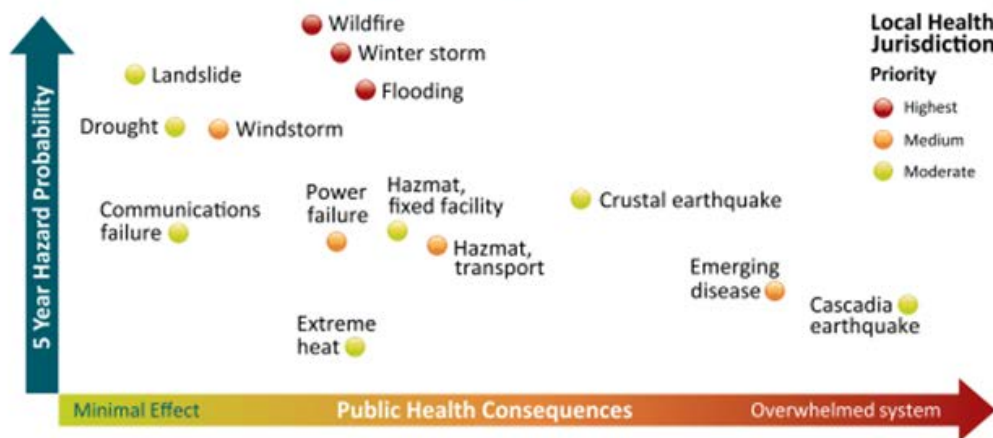 Wildfire
Winter storm
Flooding
Landslide
Drought
Windstorm
Power
failure
Hazmat,
fixed facility
Communications
failure
Hazmat,
transport
Crustal earthquake
Emerging
disease
Cascadia
earthquake
Extreme
heat
5 Year Hazard Probability
Minimal Effect
Public Health Consequences
Overwhelmed system
Local Health
Jurisdiction
Priority
Highest
Medium
Moderate